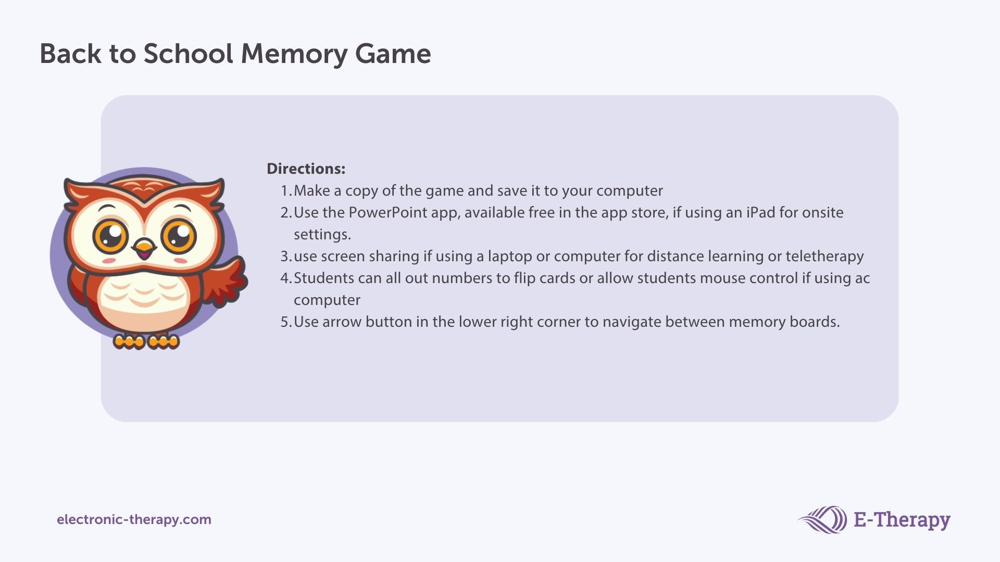 Back to School Memory Game
Directions:
1. Make a copy of the game and save it to your computer
2. Use the PowerPoint app, available free in the app store, if using an iPad for onsite
settings.
3. use screen sharing if using a laptop or computer for distance learning or teletherapy
4. Students can all out numbers to flip cards or allow students mouse control if using ac
computer
5. Use arrow button in the lower right corner to navigate between memory boards.
electronic-therapy.com
E-Therapy